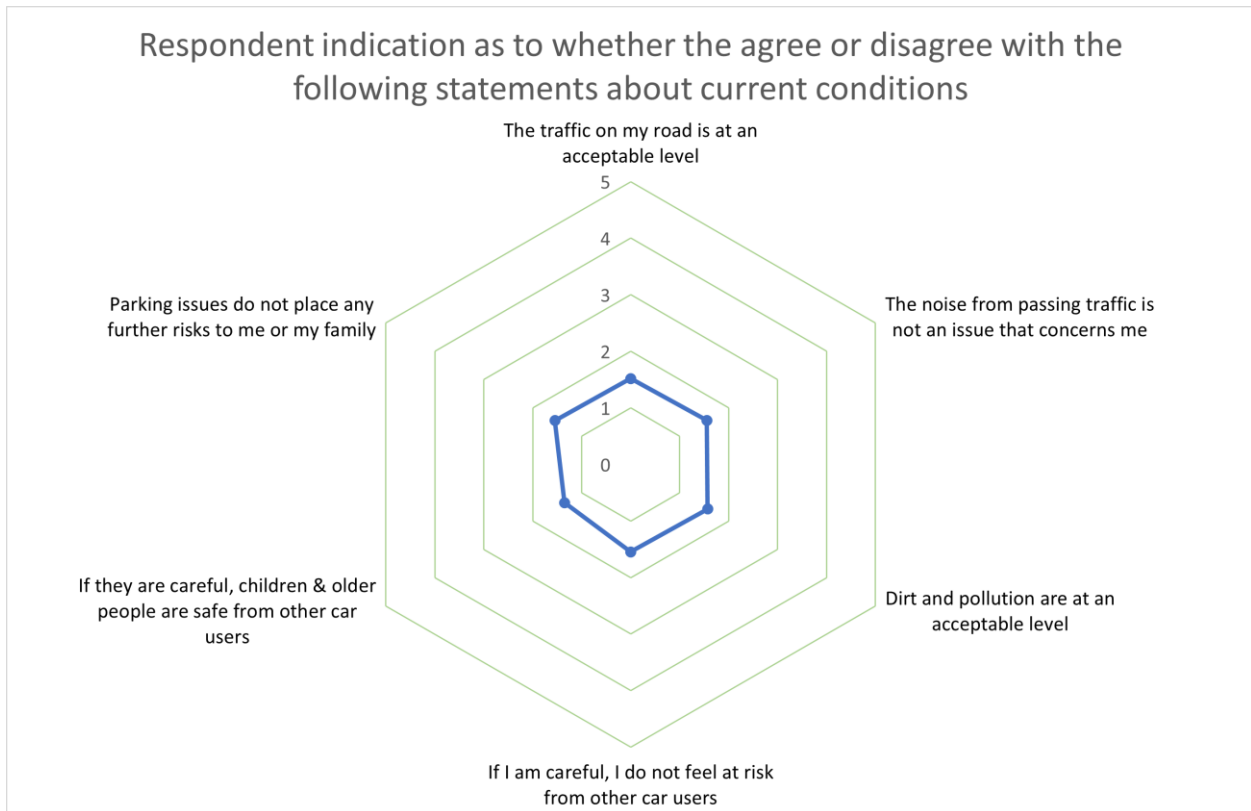 Respondent indication as to whether the agree or disagree with the
following statements about current conditions
The traffic on my road is at an
acceptable level
5
4
3
2
1
0
The noise from passing traffic is
not an issue that concerns me
Dirt and pollution are at an
acceptable level
If I am careful, I do not feel at risk
from other car users
If they are careful, children & older
people are safe from other car
users
Parking issues do not place any
further risks to me or my family